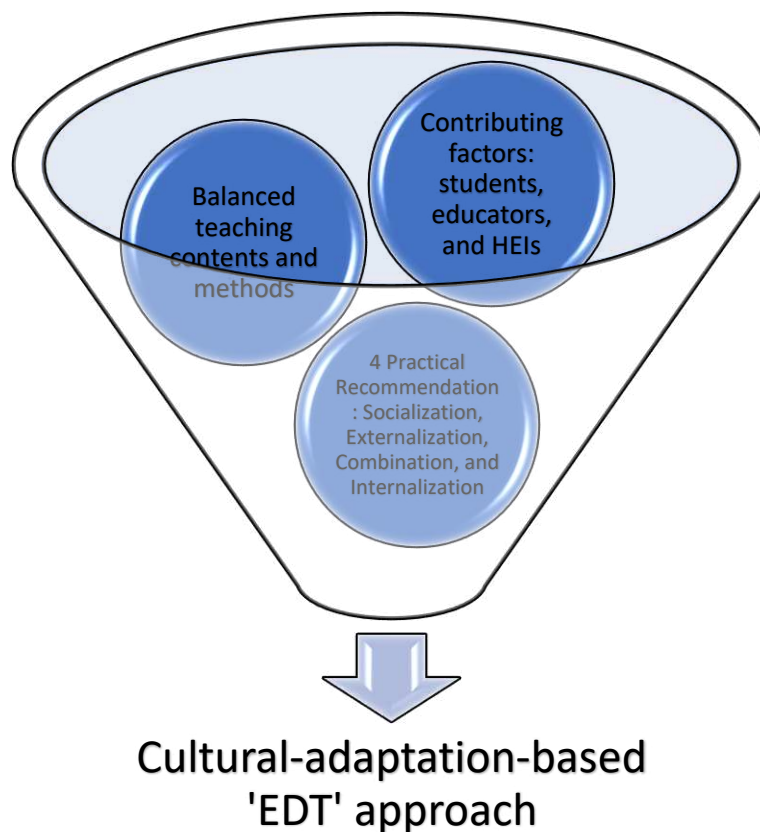 Contributing
factors:
students,
educators,
and HEIs
Balanced
teaching
contents and
methods
4 Practical
Recommendation
: Socialization,
Externalization,
Combination, and
Internalization
Cultural-adaptation-based
'EDT' approach